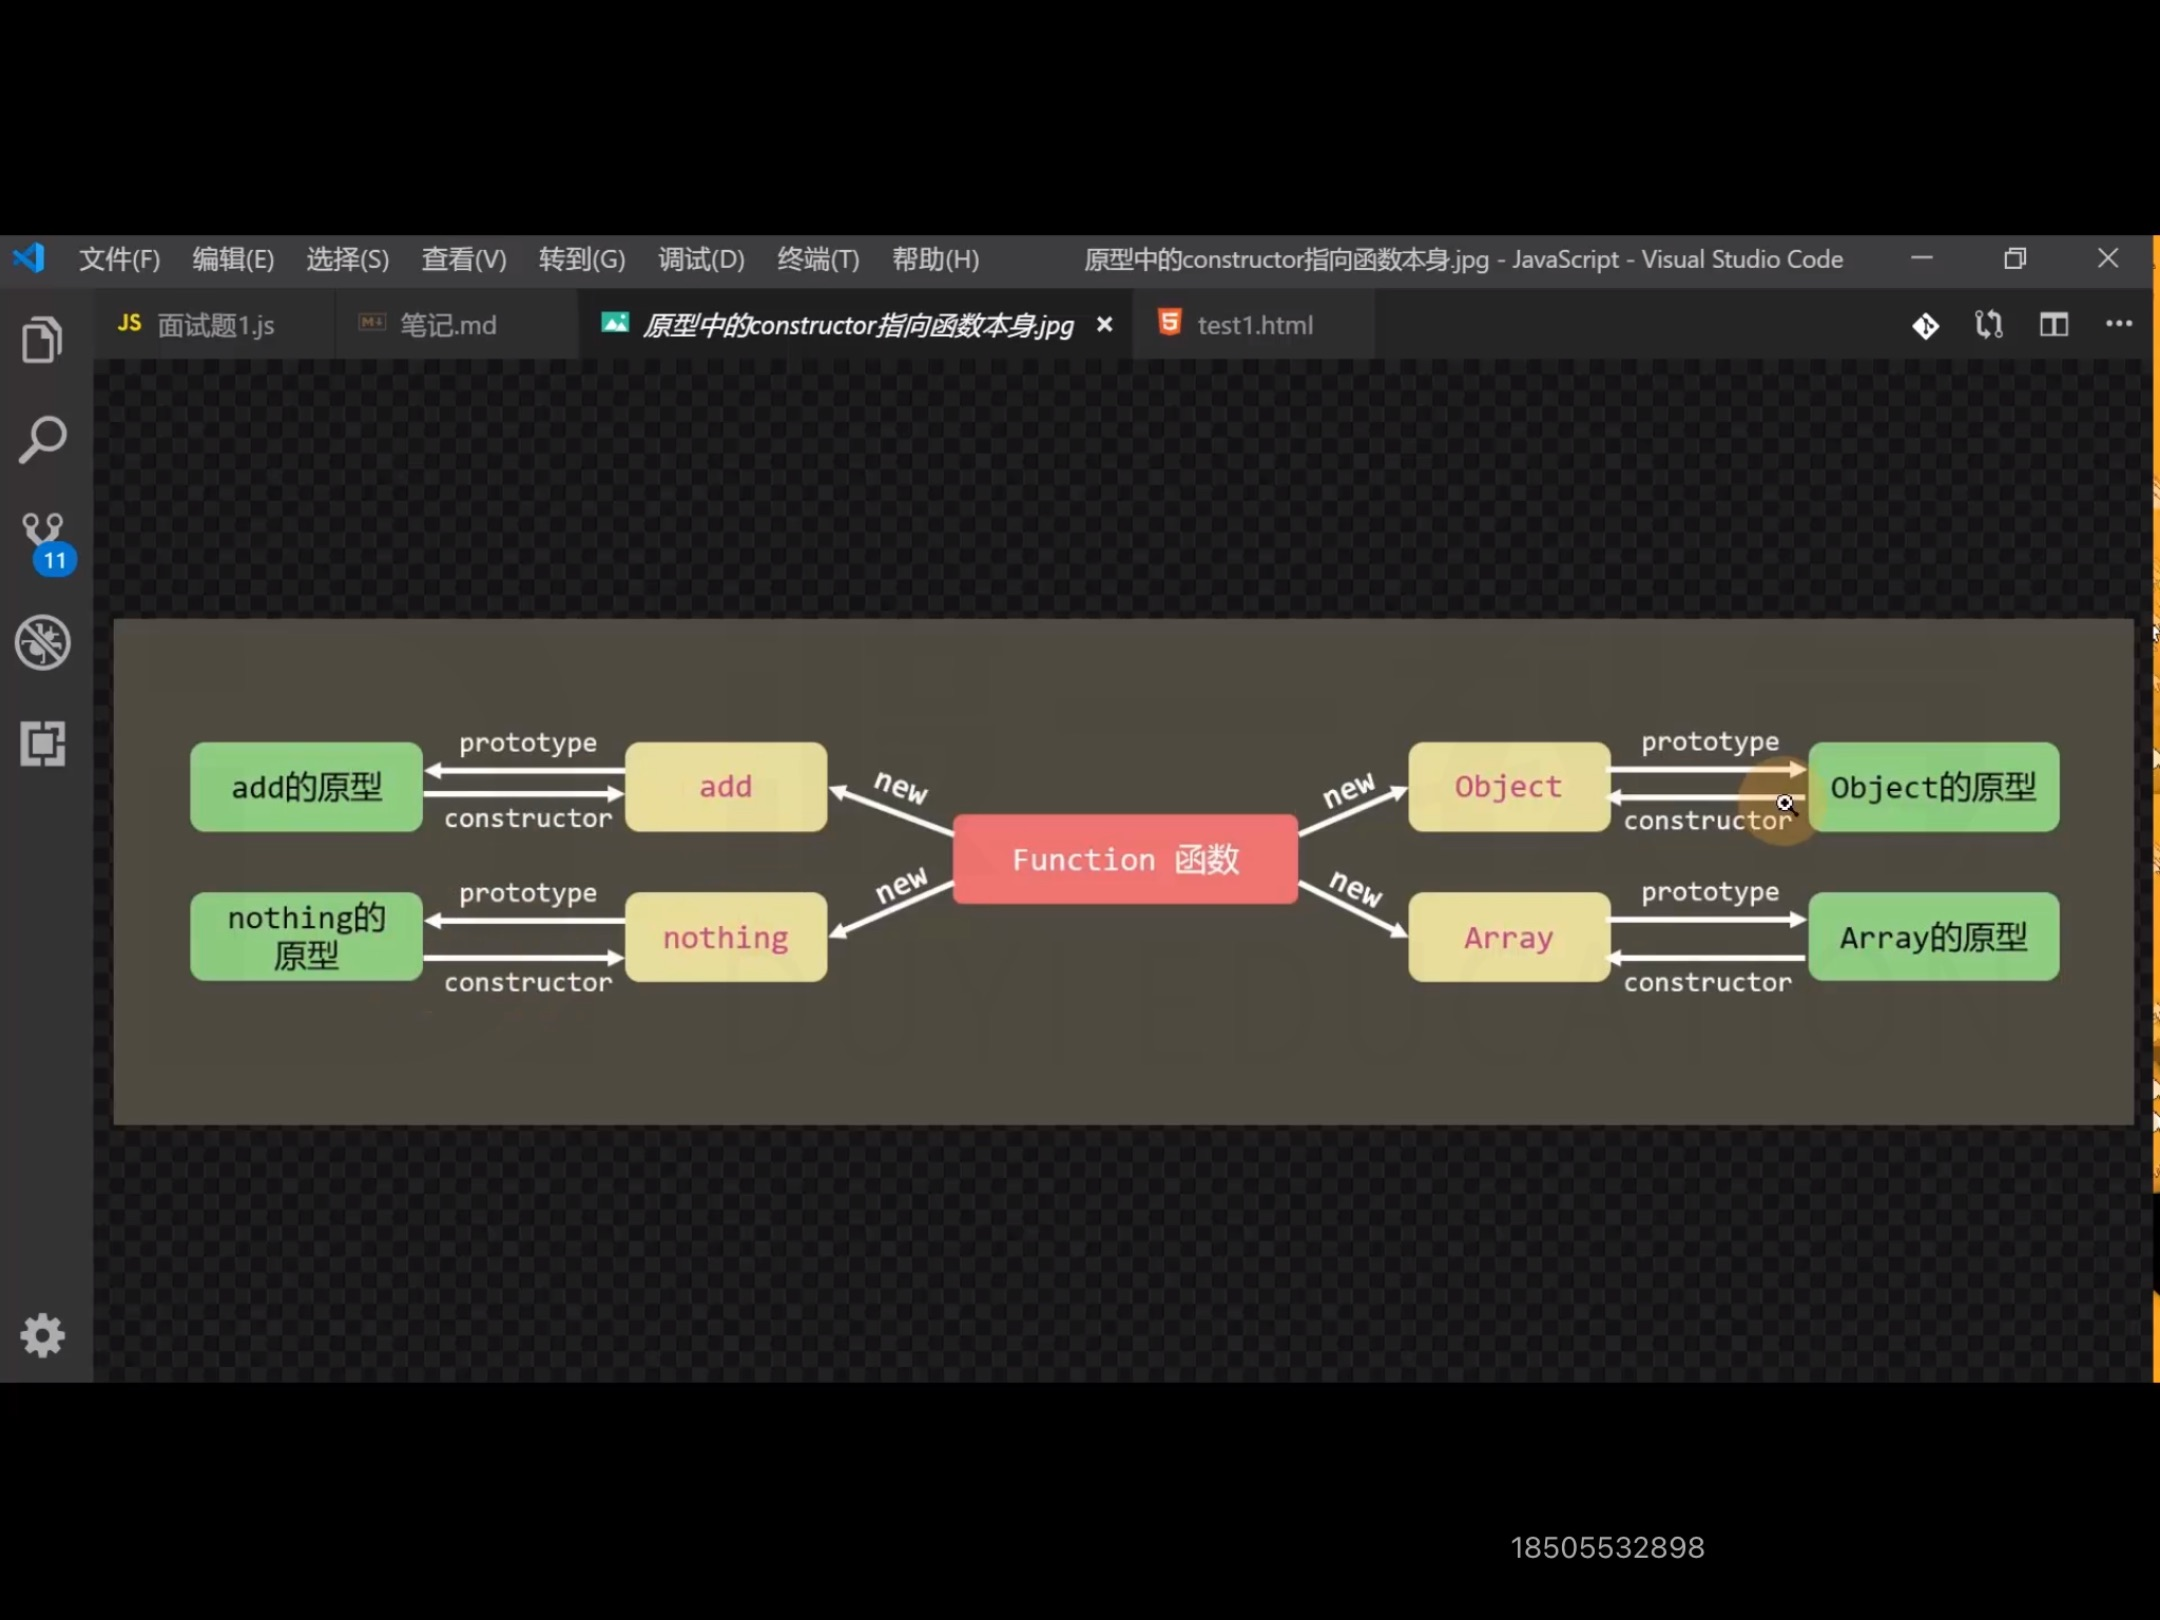 文件(F) 编辑(E) 选择(S) 查看(V) 转到(G) 调试(D) 终端(T) 帮助(H) 原型中的constructor指向函数本身.jpg - JavaScript - Visual Studio Code
JS 面试题1.js M↓ 笔记.md 原型中的constructor指向函数本身.jpg 5 test1.html
11
add的原型
prototype
constructor
add
new
nothing的
原型
prototype
constructor
nothing
new
Function 函数
new
Object
prototype
constructor
Object的原型
new
Array
prototype
constructor
Array的原型
18505532898